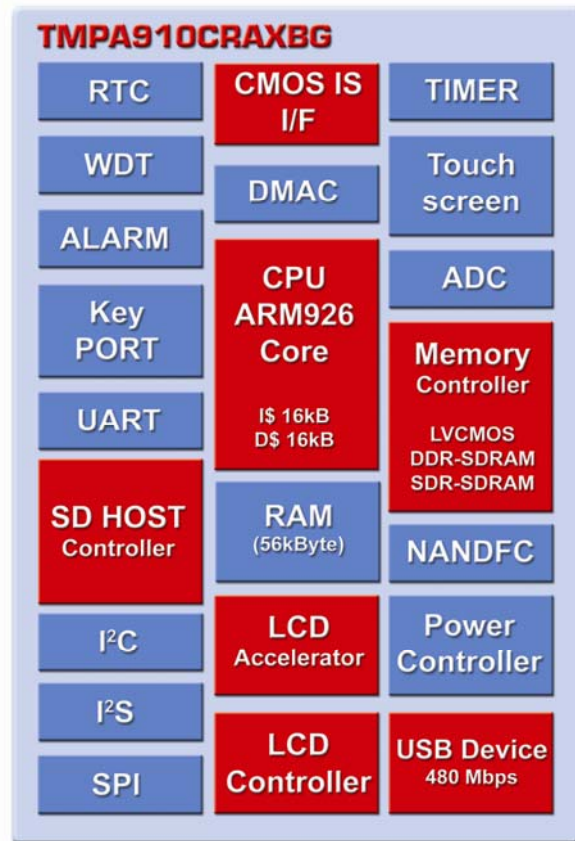 TMPA910CRAXBG
RTC
WDT
ALARM
Key
PORT
UART
SD HOST
Controller
I²C
I²S
SPI
CMOS IS
I/F
DMAC
CPU
ARM926
Core
I$ 16kB
D$ 16kB
RAM
(56kByte)
LCD
Accelerator
LCD
Controller
TIMER
Touch
screen
ADC
Memory
Controller
LVCMOS
DDR-SDRAM
SDR-SDRAM
NANDFC
Power
Controller
USB Device
480 Mbps